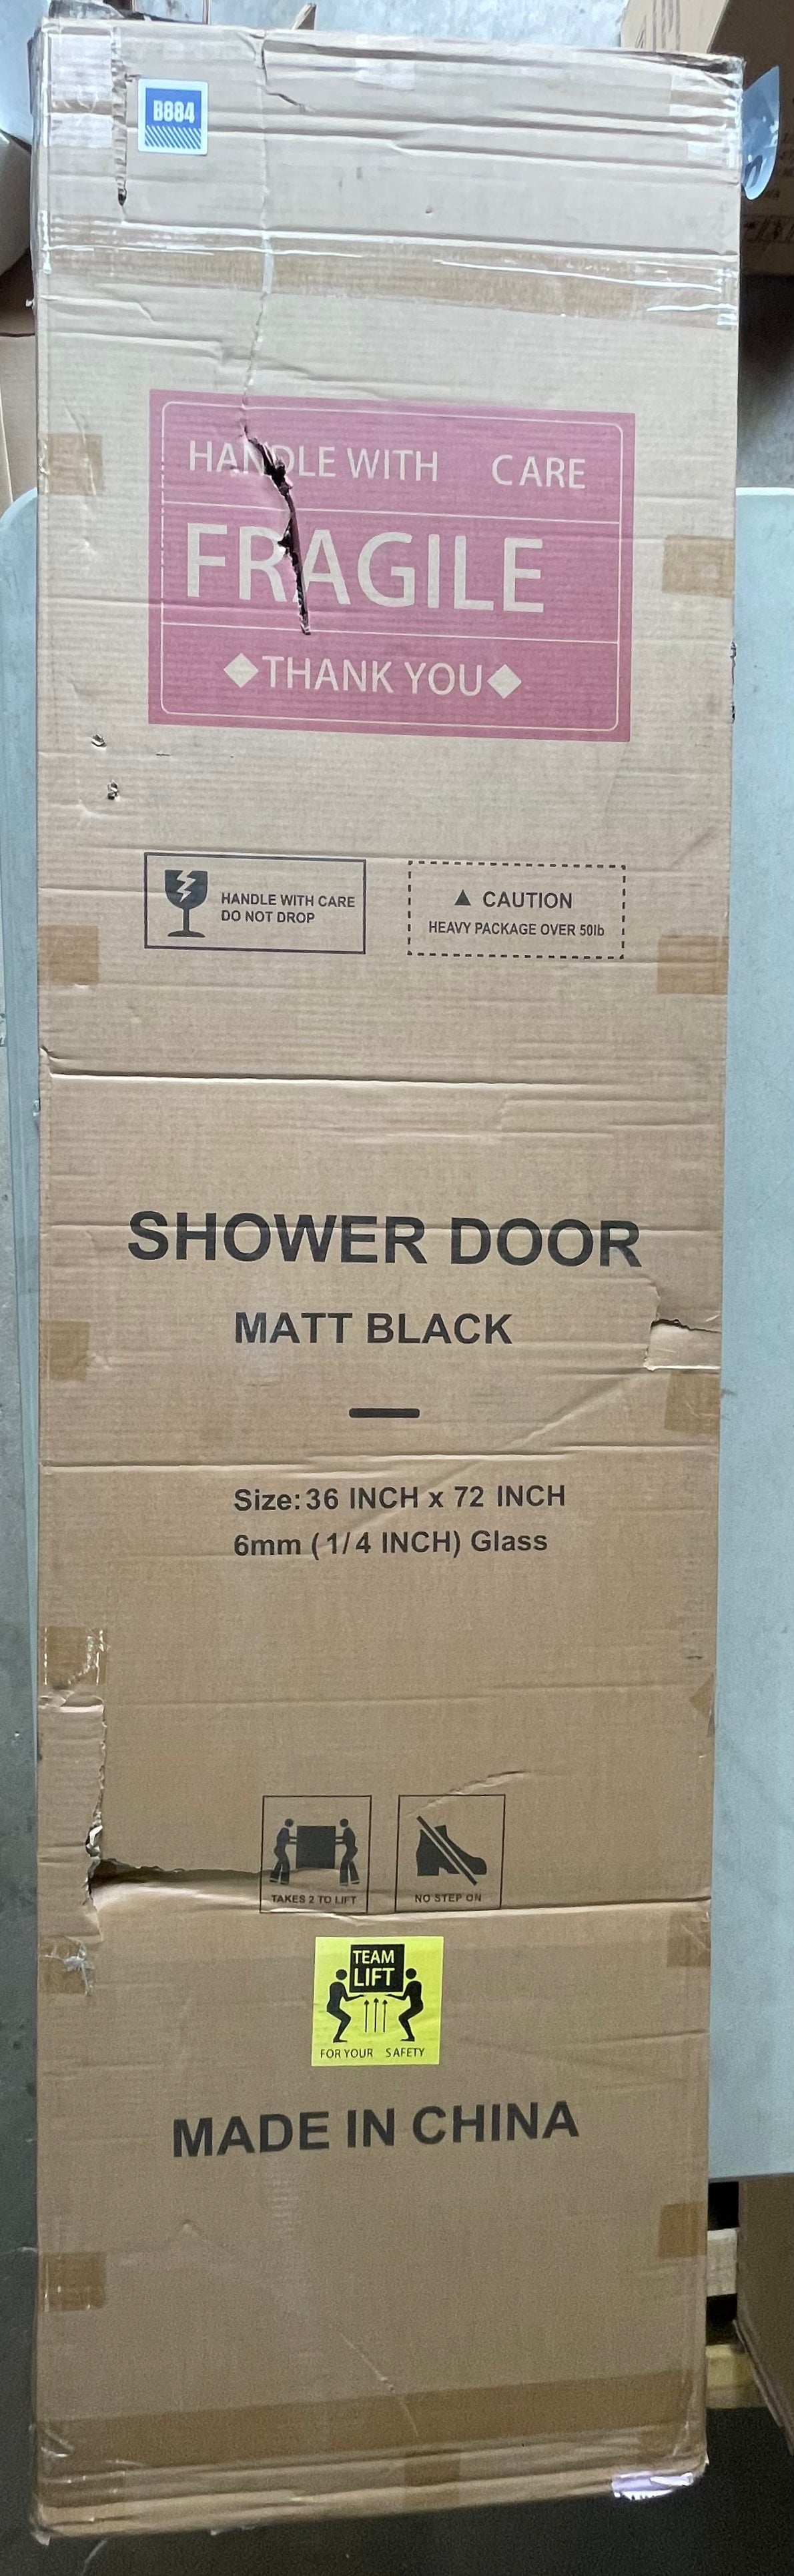 B884
HANDLE WITH CARE
FRAGILE
◆THANK YOU◆
HANDLE WITH CARE
DO NOT DROP
▲ CAUTION
HEAVY PACKAGE OVER 50lb
SHOWER DOOR
MATT BLACK
Size:36 INCH x 72 INCH
6mm (1/4 INCH) Glass
TAKES 2 TO LIFT
NO STEP ON
TEAM
LIFT
FOR YOUR SAFETY
MADE IN CHINA